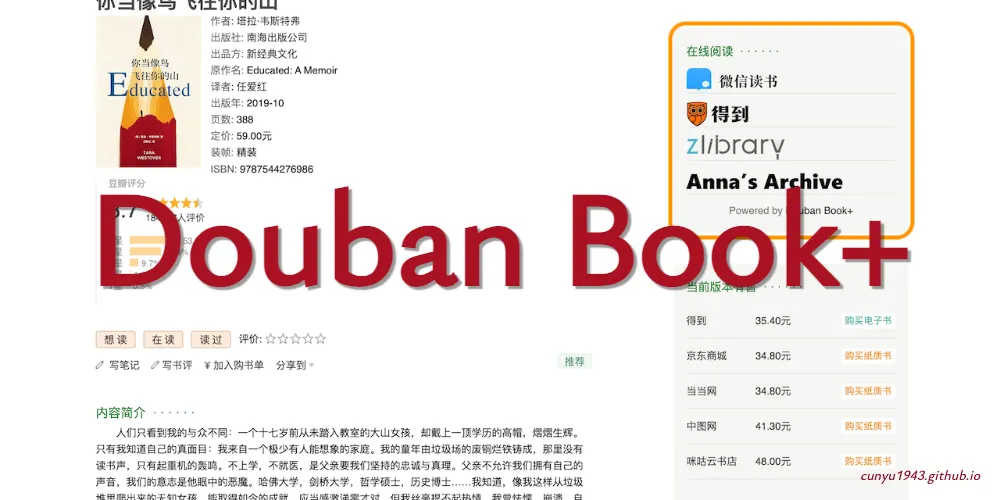 你当像鸟飞往你的山
作者: 塔拉·韦斯特弗
出版社: 南海出版公司
出品方: 新经典文化
原作名: Educated: A Memoir
译者: 任爱红
出版年: 2019-10
页数: 388
定价: 59.00元
装帧: 精装
ISBN: 9787544276986
你当像鸟
飞往你的山
Educated
TARA
WESTOVER
豆瓣评分
8.7
人评价
9.7%
Douban Book+
想读
在读
读过
评价:
写笔记
写书评
¥ 加入购书单
分享到
推荐
内容简介 · · · · · ·
人们只看到我的与众不同：一个十七岁前从未踏入教室的大山女孩，却戴上一顶学历的高帽，熠熠生辉。
只有我知道自己的真面目：我来自一个极少有人能想象的家庭。我的童年由垃圾场的废铜烂铁铸成，那里没有
读书声，只有起重机的轰鸣。不上学，不就医，是父亲要我们坚持的忠诚与真理。父亲不允许我们拥有自己的
声音，我们的意志是他眼中的恶魔。哈佛大学，剑桥大学，哲学硕士，历史博士……我知道，像我这样从垃圾
堆里爬出来的无知女孩，能取得如今的成就，应当感激涕零才对。但我丝毫提不起热情。我曾怯懦、崩溃、自
在线阅读 · · · · · ·
微信读书
得到
zlibrary
Anna's Archive
Powered by Douban Book+
当前版本有售 · · · · · ·
得到 35.40元 购买电子书
京东商城 34.80元 购买纸质书
当当网 34.80元 购买纸质书
中图网 41.30元 购买纸质书
咪咕云书店 48.00元 购买纸质书
cunyu1943.github.io